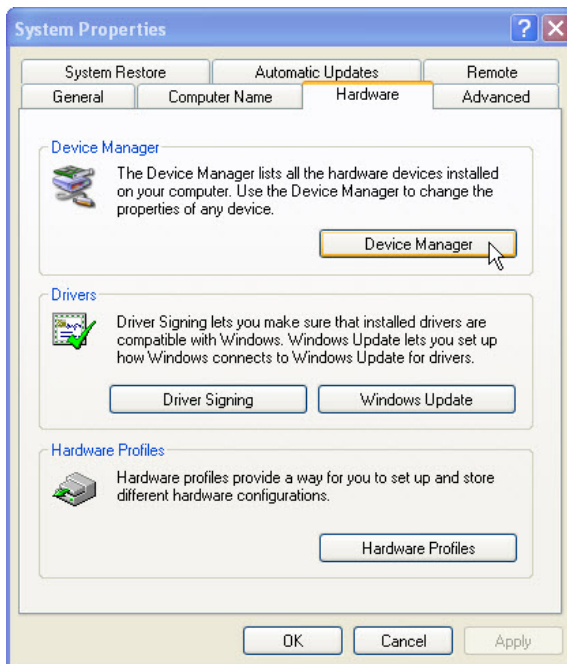 System Properties
System Restore Automatic Updates Remote
General Computer Name Hardware Advanced
Device Manager
The Device Manager lists all the hardware devices installed
on your computer. Use the Device Manager to change the
properties of any device.
Device Manager
Drivers
Driver Signing lets you make sure that installed drivers are
compatible with Windows. Windows Update lets you set up
how Windows connects to Windows Update for drivers.
Driver Signing Windows Update
Hardware Profiles
Hardware profiles provide a way for you to set up and store
different hardware configurations.
Hardware Profiles
OK Cancel Apply